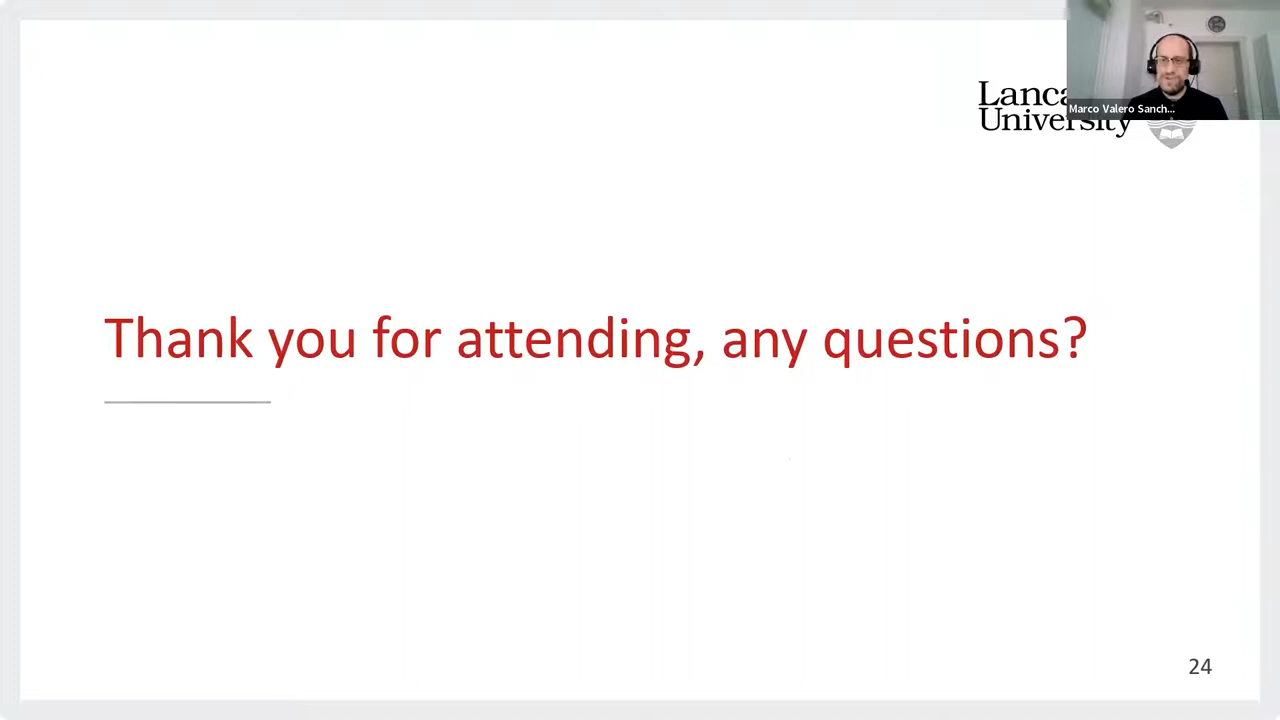 Lanca
University
Marco Valero Sanch...
Thank you for attending, any questions?
24